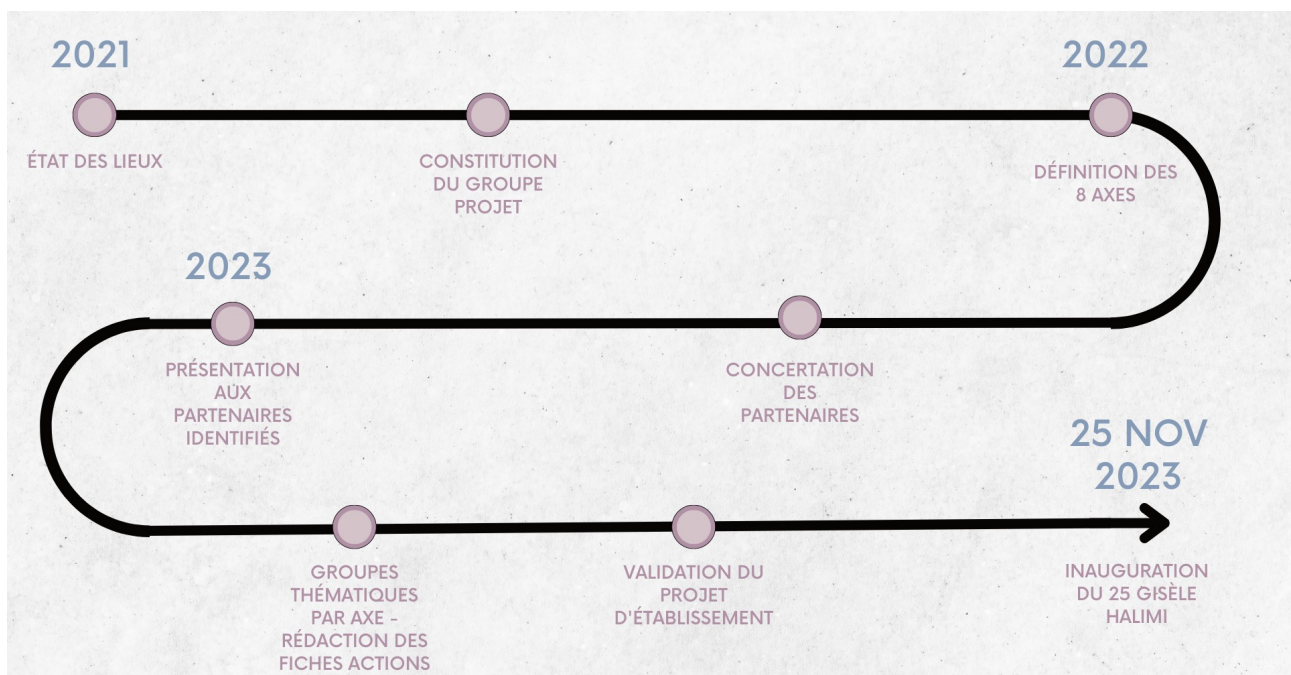 2021
ÉTAT DES LIEUX
CONSTITUTION
DU GROUPE
PROJET
2022
DÉFINITION DES
8 AXES
CONCERTATION
DES
PARTENAIRES
2023
PRÉSENTATION
AUX
PARTENAIRES
IDENTIFIÉS
GROUPES
THÉMATIQUES
PAR AXE -
RÉDACTION DES
FICHES ACTIONS
VALIDATION DU
PROJET
D'ÉTABLISSEMENT
25 NOV
2023
INAUGURATION
DU 25 GISÈLE
HALIMI